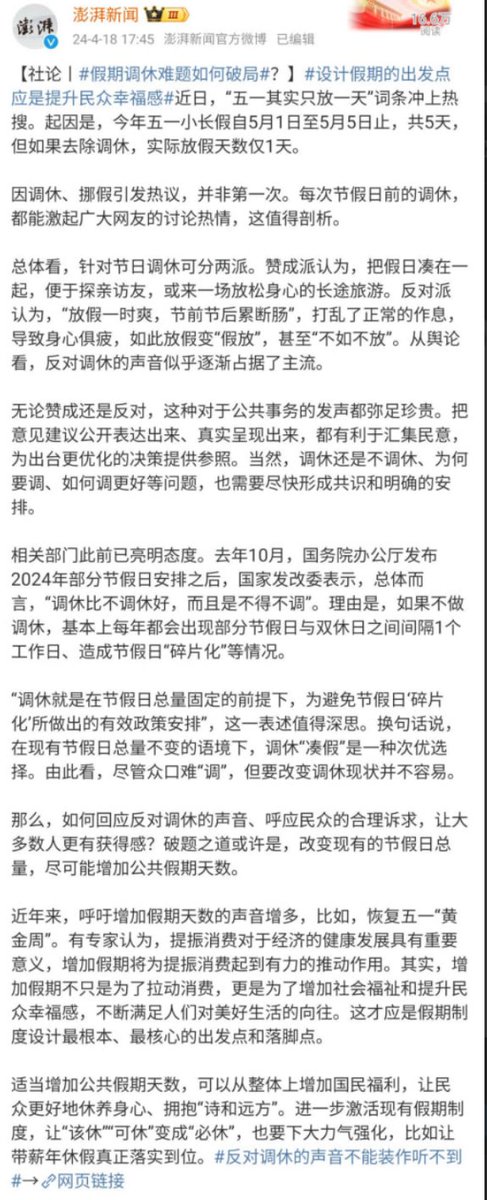 澎湃
澎湃新闻 III
24-4-18 17:45 澎湃新闻官方微博 已编辑
16.6万
阅读
【社论丨#假期调休难题如何破局#？】#设计假期的出发点
应是提升民众幸福感#近日，“五一其实只放一天”词条冲上热
搜。起因是，今年五一小长假自5月1日至5月5日止，共5天，
但如果去除调休，实际放假天数仅1天。
因调休、挪假引发热议，并非第一次。每次节假日前的调休，
都能激起广大网友的讨论热情，这值得剖析。
总体看，针对节日调休可分两派。赞成派认为，把假日凑在一
起，便于探亲访友，或来一场放松身心的长途旅游。反对派
认为，“放假一时爽，节前节后累断肠”，打乱了正常的作息，
导致身心俱疲，如此放假变“假放”，甚至“不如不放”。从舆论
看，反对调休的声音似乎逐渐占据了主流。
无论赞成还是反对，这种对于公共事务的发声都弥足珍贵。把
意见建议公开表达出来、真实呈现出来，都有利于汇集民意，
为出台更优化的决策提供参照。当然，调休还是不调休、为何
要调、如何调更好等问题，也需要尽快形成共识和明确的安
排。
相关部门此前已亮明态度。去年10月，国务院办公厅发布
2024年部分节假日安排之后，国家发改委表示，总体而
言，“调休比不调休好，而且是不得不调”。理由是，如果不做
调休，基本上每年都会出现部分节假日与双休日之间间隔1个
工作日、造成节假日“碎片化”等情况。
“调休就是在节假日总量固定的前提下，为避免节假日‘碎片
化’所做出的有效政策安排”，这一表述值得深思。换句话说，
在现有节假日总量不变的语境下，调休“凑假”是一种次优选
择。由此看，尽管众口难“调”，但要改变调休现状并不容易。
那么，如何回应反对调休的声音、呼应民众的合理诉求，让大
多数人更有获得感？破题之道或许是，改变现有的节假日总
量，尽可能增加公共假期天数。
近年来，呼吁增加假期天数的声音增多，比如，恢复五一“黄
金周”。有专家认为，提振消费对于经济的健康发展具有重要
意义，增加假期将为提振消费起到有力的推动作用。其实，增
加假期不只是为了拉动消费，更是为了增加社会福祉和提升民
众幸福感，不断满足人们对美好生活的向往。这才应是假期制
度设计最根本、最核心的出发点和落脚点。
适当增加公共假期天数，可以从整体上增加国民福利，让民
众更好地休养身心、拥抱“诗和远方”。进一步激活现有假期制
度，让“该休”“可休”变成“必休”，也要下大力气强化，比如让
带薪年休假真正落实到位。#反对调休的声音不能装作听不到
#→网页链接